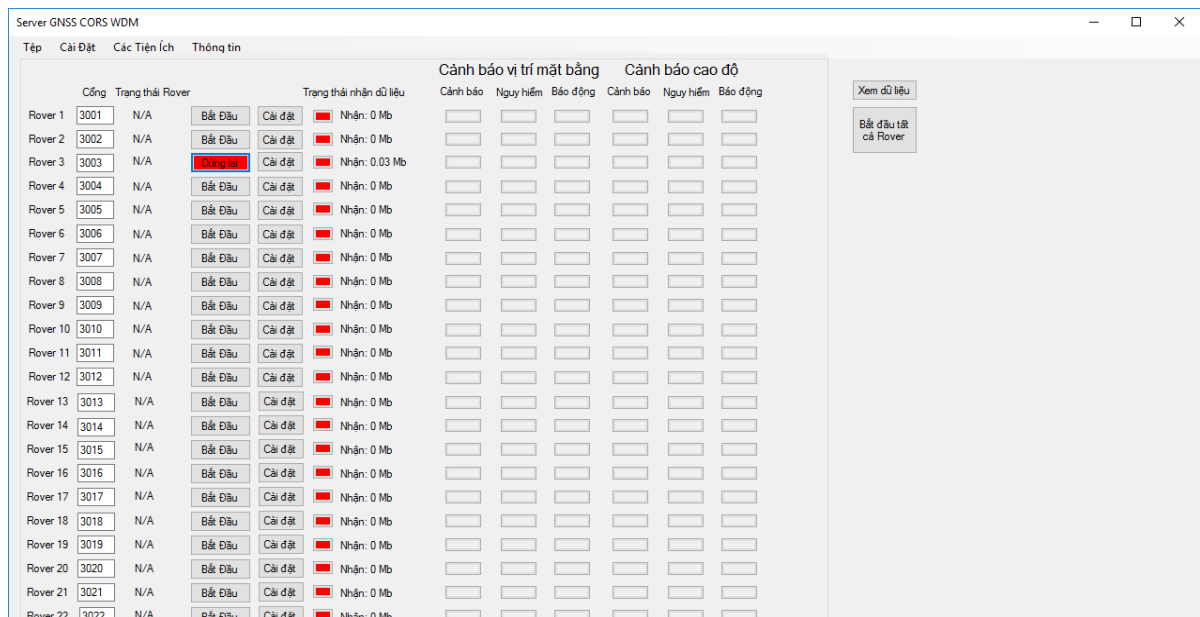 Server GNSS CORS WDM
Tệp Cài Đặt Các Tiện Ích Thông tin
Cảnh báo vị trí mặt bằng Cảnh báo cao độ
Cổng Trạng thái Rover Trạng thái nhận dữ liệu Cảnh báo Nguy hiểm Báo động Cảnh báo Nguy hiểm Báo động Xem dữ liệu
Rover 1 3001 N/A Bắt Đầu Cài đặt Nhận: 0 Mb
Bắt đầu tất
cả Rover
Rover 2 3002 N/A Bắt Đầu Cài đặt Nhận: 0 Mb
Rover 3 3003 N/A Dừng lại Cài đặt Nhận: 0.03 Mb
Rover 4 3004 N/A Bắt Đầu Cài đặt Nhận: 0 Mb
Rover 5 3005 N/A Bắt Đầu Cài đặt Nhận: 0 Mb
Rover 6 3006 N/A Bắt Đầu Cài đặt Nhận: 0 Mb
Rover 7 3007 N/A Bắt Đầu Cài đặt Nhận: 0 Mb
Rover 8 3008 N/A Bắt Đầu Cài đặt Nhận: 0 Mb
Rover 9 3009 N/A Bắt Đầu Cài đặt Nhận: 0 Mb
Rover 10 3010 N/A Bắt Đầu Cài đặt Nhận: 0 Mb
Rover 11 3011 N/A Bắt Đầu Cài đặt Nhận: 0 Mb
Rover 12 3012 N/A Bắt Đầu Cài đặt Nhận: 0 Mb
Rover 13 3013 N/A Bắt Đầu Cài đặt Nhận: 0 Mb
Rover 14 3014 N/A Bắt Đầu Cài đặt Nhận: 0 Mb
Rover 15 3015 N/A Bắt Đầu Cài đặt Nhận: 0 Mb
Rover 16 3016 N/A Bắt Đầu Cài đặt Nhận: 0 Mb
Rover 17 3017 N/A Bắt Đầu Cài đặt Nhận: 0 Mb
Rover 18 3018 N/A Bắt Đầu Cài đặt Nhận: 0 Mb
Rover 19 3019 N/A Bắt Đầu Cài đặt Nhận: 0 Mb
Rover 20 3020 N/A Bắt Đầu Cài đặt Nhận: 0 Mb
Rover 21 3021 N/A Bắt Đầu Cài đặt Nhận: 0 Mb
Rover 22 3022 N/A Bắt Đầu Cài đặt Nhận: 0 Mb